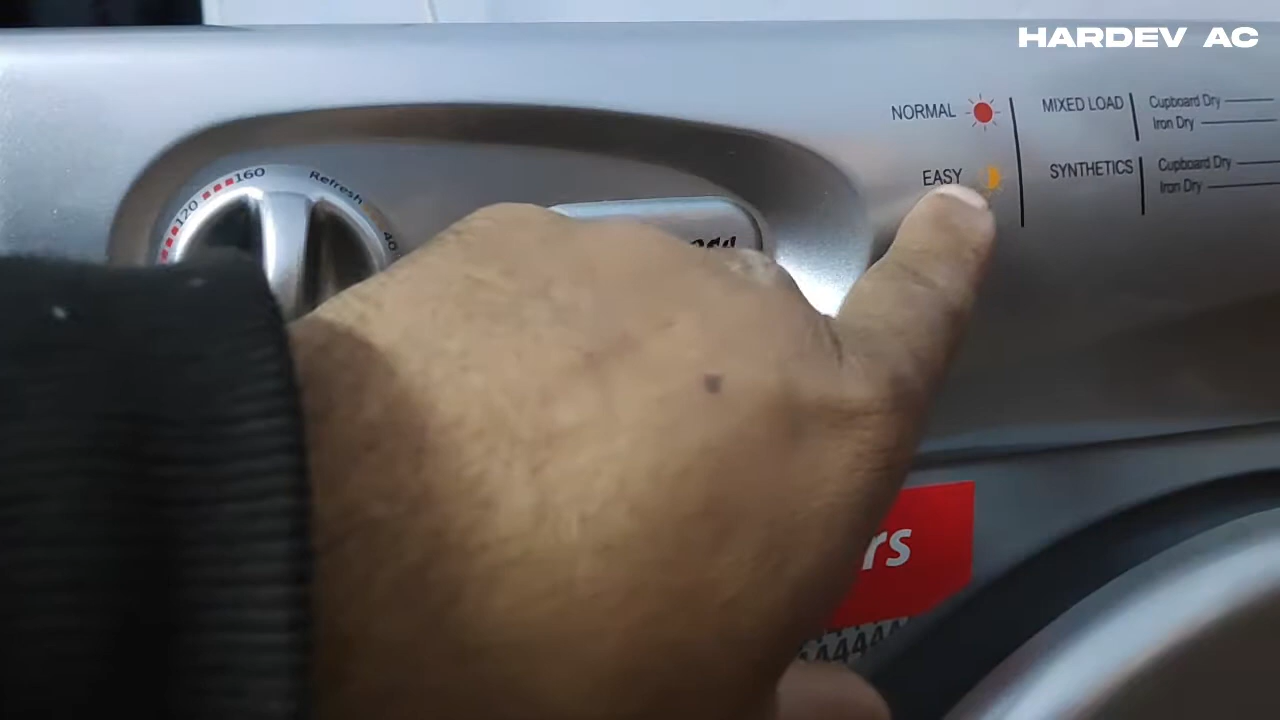 HARDEV AC
NORMAL
MIXED LOAD
Cupboard Dry
Iron Dry
EASY
SYNTHETICS
Cupboard Dry
Iron Dry
160
Refresh
120
40
rs